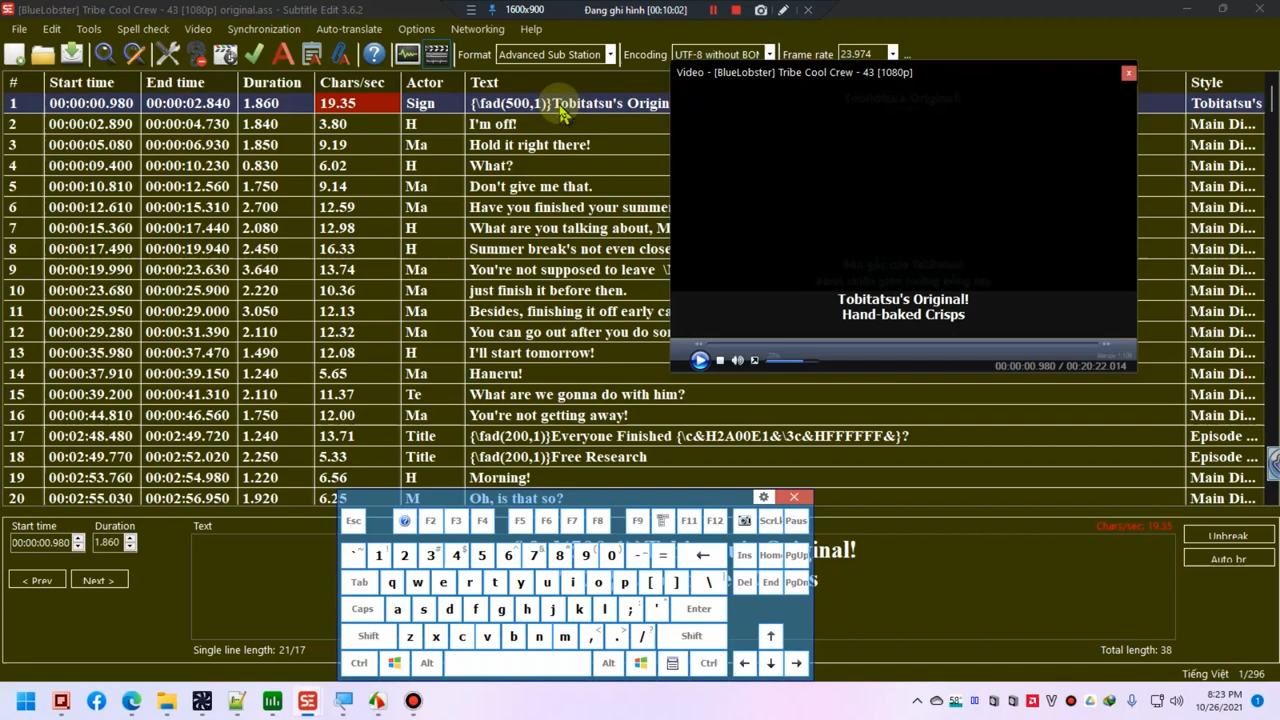 [BlueLobster] Tribe Cool Crew - 43 [1080p] original.ass - Subtitle Edit 3.6.2
1600x900
Đang ghi hình [00:10:02]
File Edit Tools Spell check Video Synchronization Auto-translate Options Networking Help
Format Advanced Sub Station
Encoding UTF-8 without BO
Frame rate 23.974 ...
# Start time End time Duration Chars/sec Actor Text Style
1 00:00:00.980 00:00:02.840 1.860 19.35 Sign {\fad(500,1)}Tobitatsu's Origin Tobitatsu's
2 00:00:02.890 00:00:04.730 1.840 3.80 H I'm off! Main Di...
3 00:00:05.080 00:00:06.930 1.850 9.19 Ma Hold it right there! Main Di...
4 00:00:09.400 00:00:10.230 0.830 6.02 H What? Main Di...
5 00:00:10.810 00:00:12.560 1.750 9.14 Ma Don't give me that. Main Di...
6 00:00:12.610 00:00:15.310 2.700 12.59 Ma Have you finished your summe Main Di...
7 00:00:15.360 00:00:17.440 2.080 12.98 H What are you talking about, M Main Di...
8 00:00:17.490 00:00:19.940 2.450 16.33 H Summer break's not even close Main Di...
9 00:00:19.990 00:00:23.630 3.640 13.74 Ma You're not supposed to leave \N Main Di...
10 00:00:23.680 00:00:25.900 2.220 10.36 Ma just finish it before then. Main Di...
11 00:00:25.950 00:00:29.000 3.050 12.13 Ma Besides, finishing it off early ca Main Di...
12 00:00:29.280 00:00:31.390 2.110 12.32 Ma You can go out after you do sor Main Di...
13 00:00:35.980 00:00:37.470 1.490 12.08 H I'll start tomorrow! Main Di...
14 00:00:37.910 00:00:39.150 1.240 5.65 Ma Haneru! Main Di...
15 00:00:39.200 00:00:41.310 2.110 11.37 Te What are we gonna do with him? Main Di...
16 00:00:44.810 00:00:46.560 1.750 12.00 Ma You're not getting away! Main Di...
17 00:02:48.480 00:02:49.720 1.240 13.71 Title {\fad(200,1)}Everyone Finished {\c&H2A00E1&\3c&HFFFFFF&}? Episode ...
18 00:02:49.770 00:02:52.020 2.250 5.33 Title {\fad(200,1)}Free Research Episode ...
19 00:02:53.760 00:02:54.980 1.220 6.56 H Morning! Main Di...
20 00:02:55.030 00:02:56.950 1.920 6.25 M Oh, is that so? Main Di...
Video - [BlueLobster] Tribe Cool Crew - 43 [1080p]
Tobitatsu's Original!
Tobitatsu's Original!
Hand-baked Crisps
00:00:00.980 / 00:20:22.014
Start time Duration Text Chars/sec: 19.35
00:00:00.980 1.860
< Prev Next >
inal!
s
Unbreak
Auto br
Single line length: 21/17
Total length: 38
Esc F2 F3 F4 F5 F6 F7 F8 F9 F11 F12 ScrLk Paus
` ~ 1 ! 2 3 # 4 $ 5 6 ^ 7 & 8 * 9 ( 0 ) - = ← Ins Home PgUp
Tab q w e r t y u i o p [ ] \ Del End PgDn
Caps a s d f g h j k l ; : ' " Enter
Shift z x c v b n m , < . > / ? Shift ↑
Ctrl Alt Alt Ctrl ← ↓ →
Tiếng Việt 1/296
58°
8:23 PM
10/26/2021